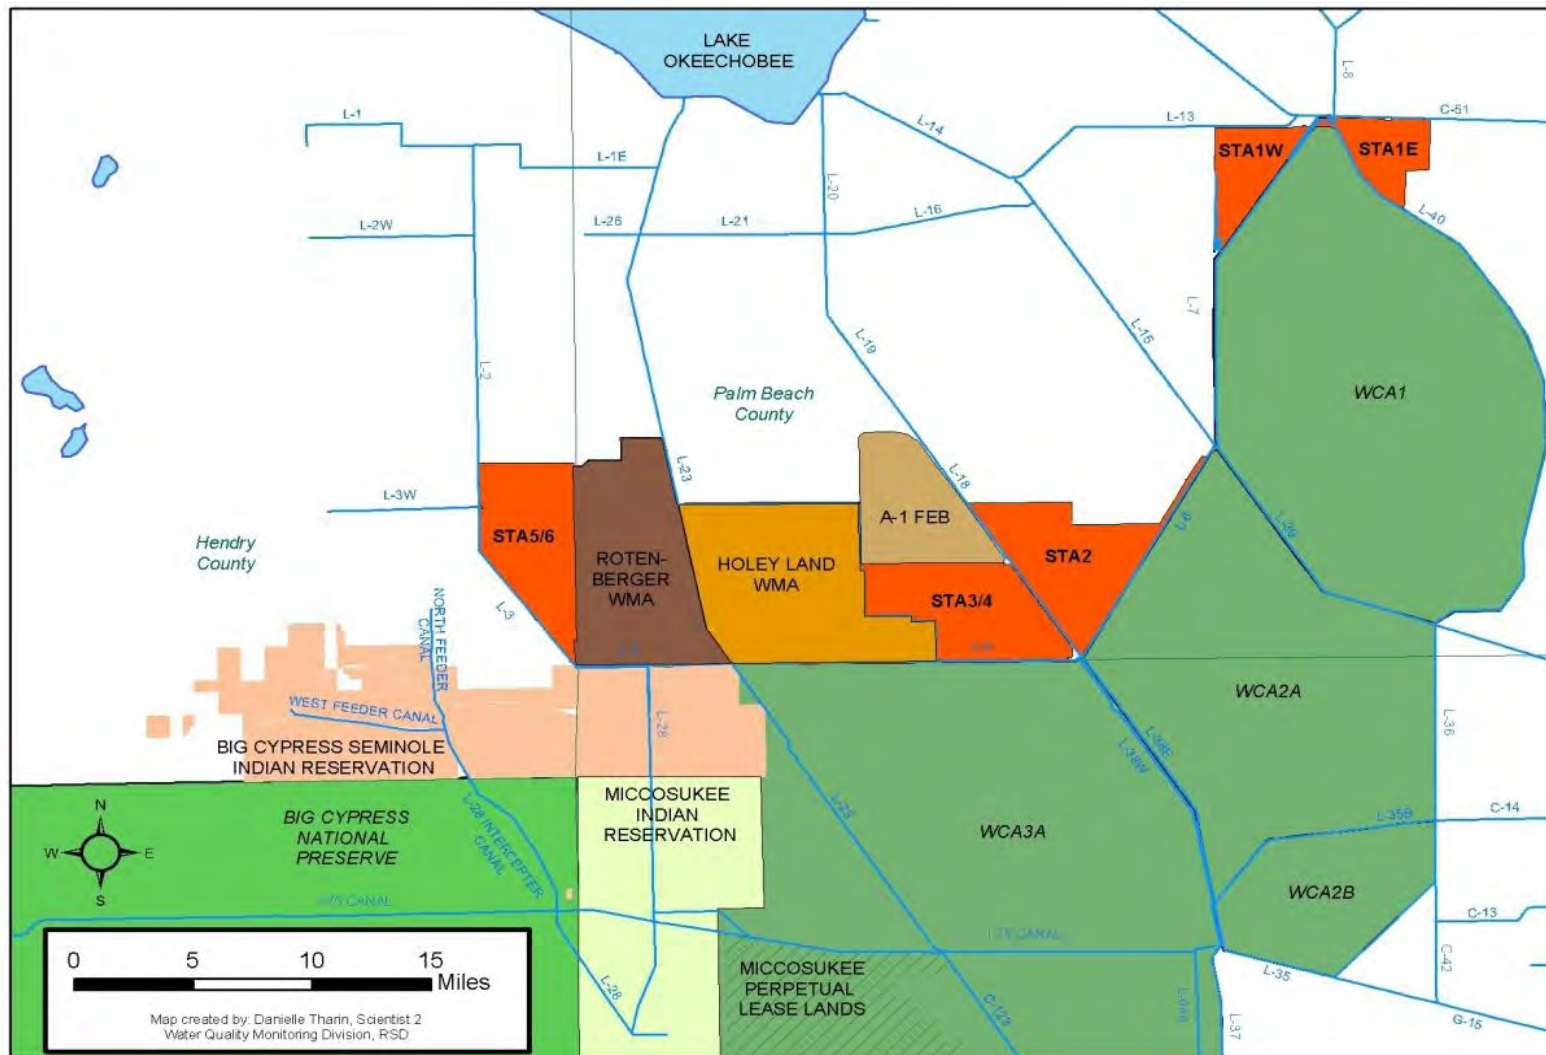 LAKE
OKEECHOBEE
L-8
C-51
L-1
L-13
L-14
STA1W
STA1E
L-1E
L-20
L-2W
L-26
L-21
L-16
L-40
L-7
L-15
L-19
L-2
Palm Beach
County
WCA1
L-23
L-18
L-3W
A-1 FEB
L-39
Hendry
County
STA5/6
ROTEN-
BERGER
WMA
HOLEY LAND
WMA
STA2
STA3/4
L-3
NORTH FEEDER
CANAL
WEST FEEDER CANAL
L-28
WCA2A
L-36
BIG CYPRESS SEMINOLE
INDIAN RESERVATION
L-38E
L-38W
MICCOSUKEE
INDIAN
RESERVATION
BIG CYPRESS
NATIONAL
PRESERVE
L-28 INTERCEPTER
CANAL
WCA3A
L-35B
C-14
N
W
E
S
WCA2B
CANAL
C-13
CANAL
C-42
0 5 10 15
Miles
L-28
MICCOSUKEE
PERPETUAL
LEASE LANDS
C-123
L-35
L-37
G-15
Map created by: Danielle Tharin, Scientist 2
Water Quality Monitoring Division, RSD